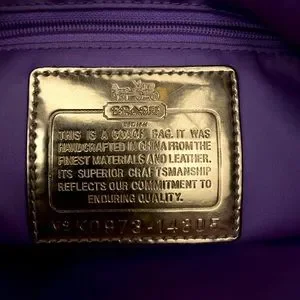 COACH
THIS IS A COACH BAG. IT WAS
HANDCRAFTED IN CHINA FROM THE
FINEST MATERIALS AND LEATHER.
ITS SUPERIOR CRAFTSMANSHIP
REFLECTS OUR COMMITMENT TO
ENDURING QUALITY.
Nº K0973-14305